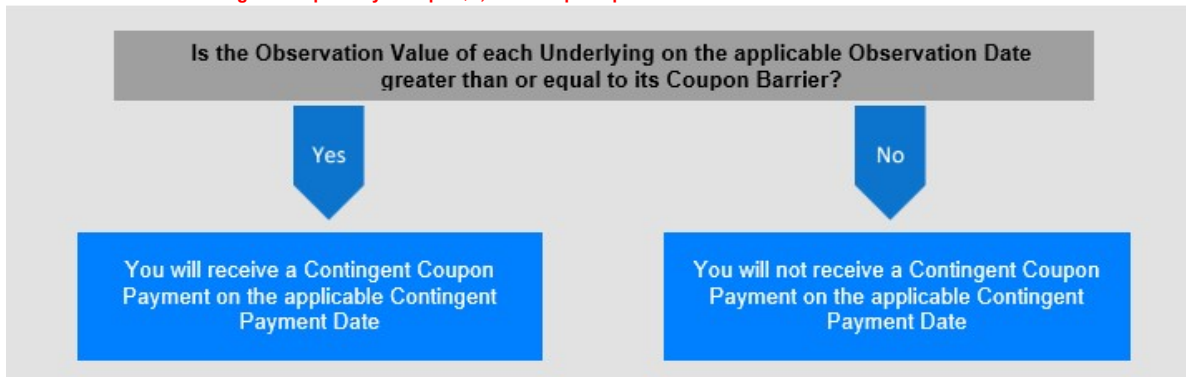 Is the Observation Value of each Underlying on the applicable Observation Date
greater than or equal to its Coupon Barrier?
Yes
No
You will receive a Contingent Coupon
Payment on the applicable Contingent
Payment Date
You will not receive a Contingent Coupon
Payment on the applicable Contingent
Payment Date